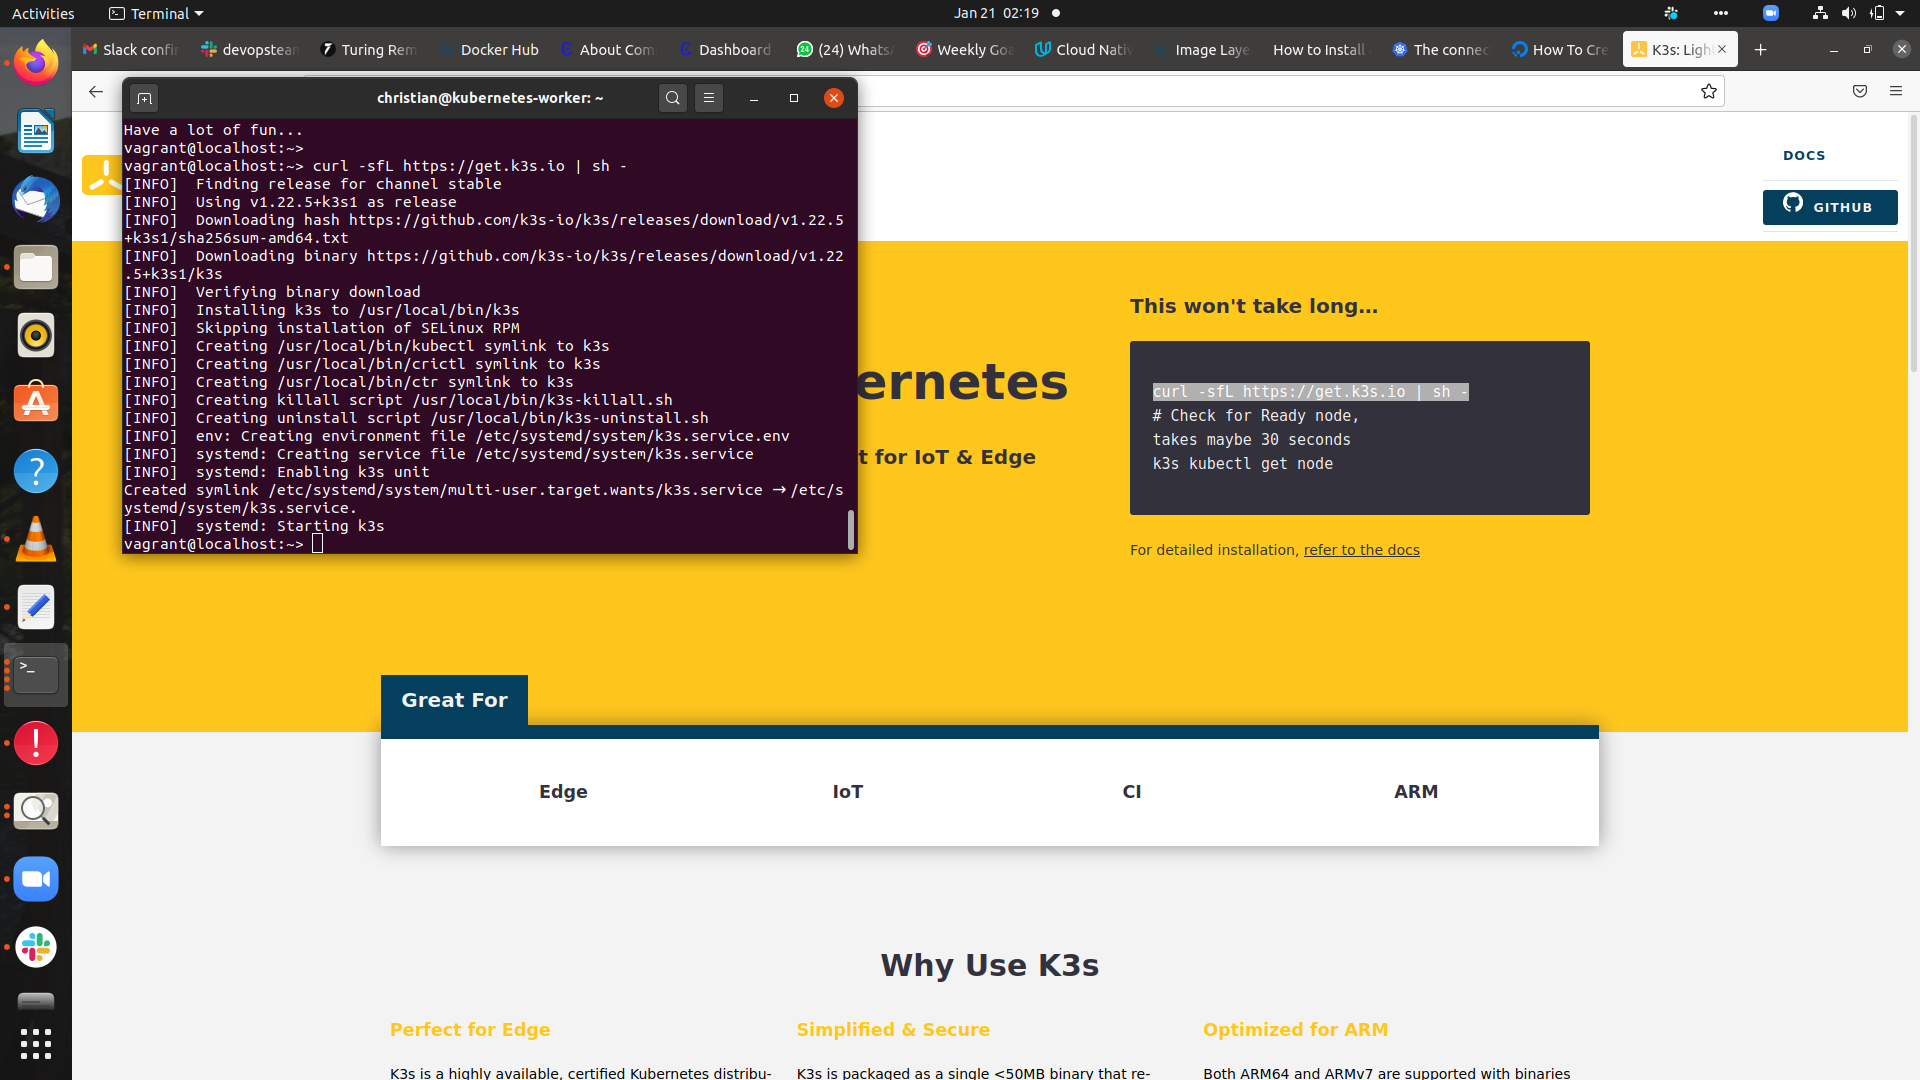 Activities
Terminal
Jan 21 02:19
Slack confir
devopstean
Turing Rem
Docker Hub
About Com
Dashboard
(24) Whats
Weekly Goa
Cloud Nativ
Image Laye
How to Install
The connec
How To Cre
K3s: Ligh
christian@kubernetes-worker: ~
Have a lot of fun...
vagrant@localhost:~>
vagrant@localhost:~> curl -sfL https://get.k3s.io | sh -
[INFO]  Finding release for channel stable
[INFO]  Using v1.22.5+k3s1 as release
[INFO]  Downloading hash https://github.com/k3s-io/k3s/releases/download/v1.22.5
+k3s1/sha256sum-amd64.txt
[INFO]  Downloading binary https://github.com/k3s-io/k3s/releases/download/v1.22
.5+k3s1/k3s
[INFO]  Verifying binary download
[INFO]  Installing k3s to /usr/local/bin/k3s
[INFO]  Skipping installation of SELinux RPM
[INFO]  Creating /usr/local/bin/kubectl symlink to k3s
[INFO]  Creating /usr/local/bin/crictl symlink to k3s
[INFO]  Creating /usr/local/bin/ctr symlink to k3s
[INFO]  Creating killall script /usr/local/bin/k3s-killall.sh
[INFO]  Creating uninstall script /usr/local/bin/k3s-uninstall.sh
[INFO]  env: Creating environment file /etc/systemd/system/k3s.service.env
[INFO]  systemd: Creating service file /etc/systemd/system/k3s.service
[INFO]  systemd: Enabling k3s unit
Created symlink /etc/systemd/system/multi-user.target.wants/k3s.service → /etc/s
ystemd/system/k3s.service.
[INFO]  systemd: Starting k3s
vagrant@localhost:~>
DOCS
GITHUB
ernetes
t for IoT & Edge
This won't take long...
curl -sfL https://get.k3s.io | sh -
# Check for Ready node,
takes maybe 30 seconds
k3s kubectl get node
For detailed installation, refer to the docs
Great For
Edge
IoT
CI
ARM
Why Use K3s
Perfect for Edge
K3s is a highly available, certified Kubernetes distribu-
Simplified & Secure
K3s is packaged as a single <50MB binary that re-
Optimized for ARM
Both ARM64 and ARMv7 are supported with binaries